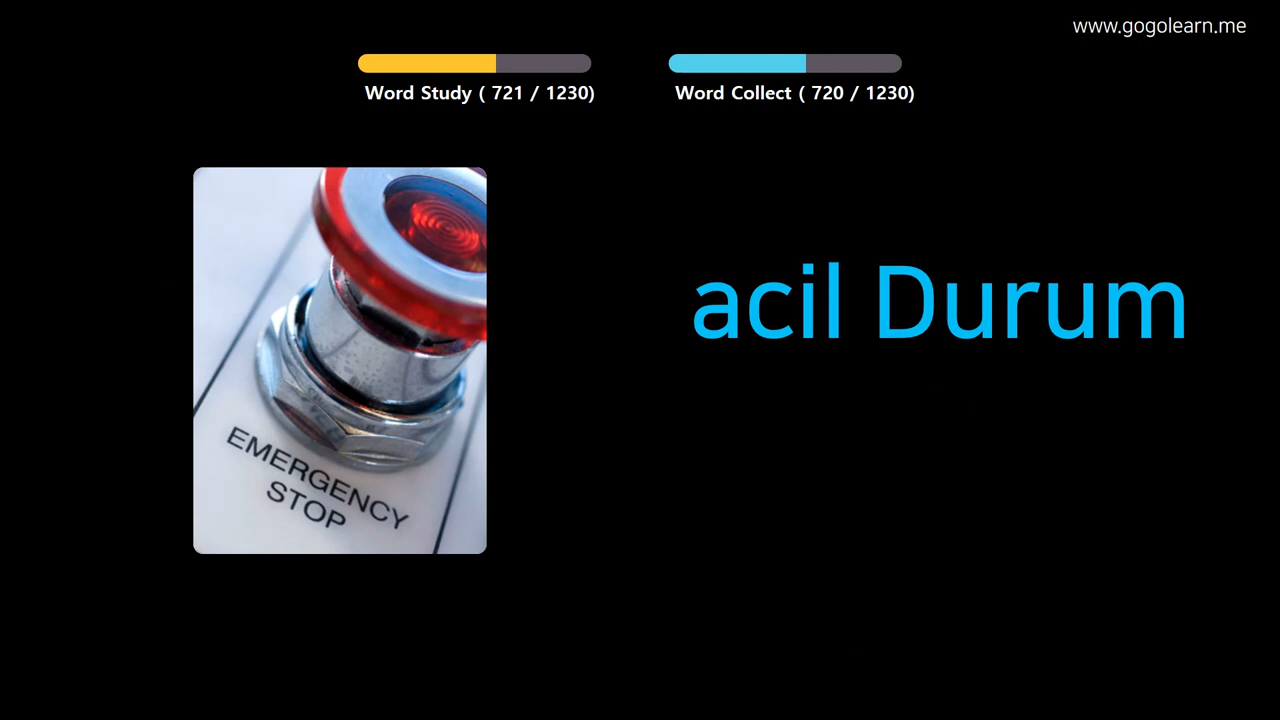 www.gogolearn.me
Word Study ( 721 / 1230)
Word Collect ( 720 / 1230)
acil Durum
EMERGENCY
STOP